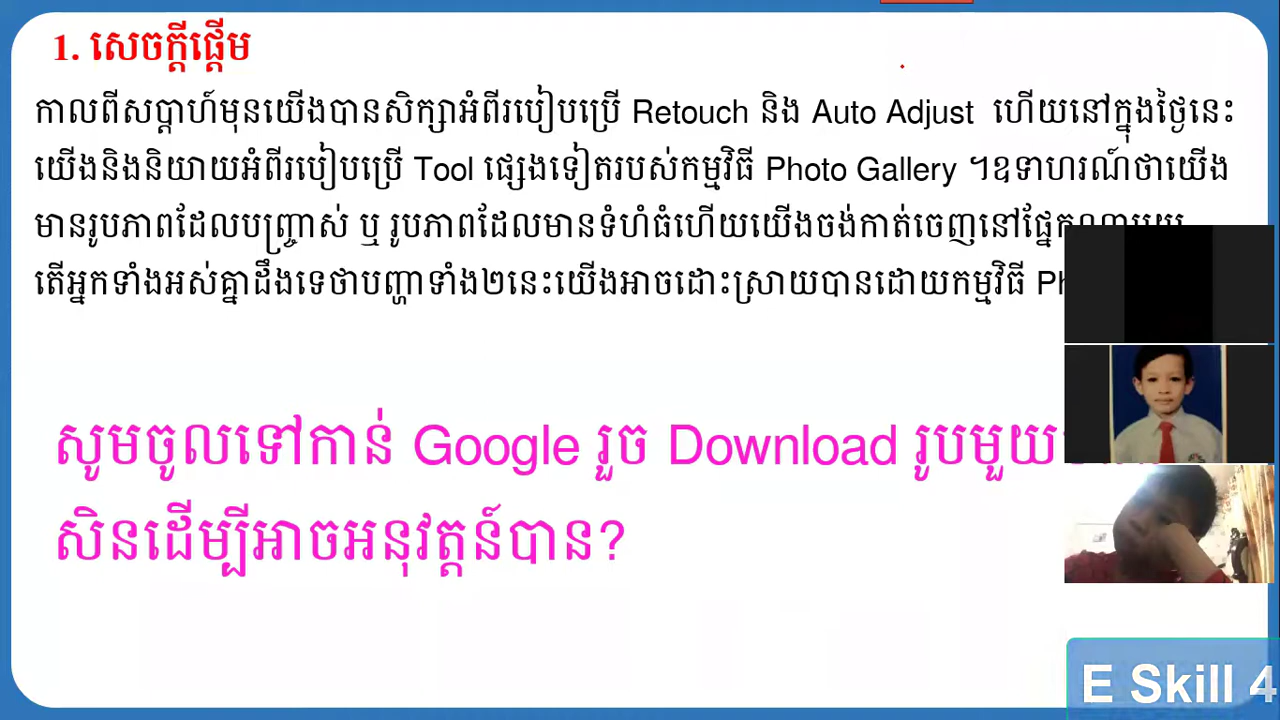 1. សេចក្ដីផ្ដើម
កាលពីសប្ដាហ៍មុនយើងបានសិក្សាអំពីរបៀបប្រើ Retouch និង Auto Adjust ហើយនៅក្នុងថ្ងៃនេះ
យើងនិងនិយាយអំពីរបៀបប្រើ Tool ផ្សេងទៀតរបស់កម្មវិធី Photo Gallery ។ឧទាហរណ៍ថាយើង
មានរូបភាពដែលបញ្ច្រាស់ ឬ រូបភាពដែលមានទំហំធំហើយយើងចង់កាត់ចេញនៅផ្នែក
តើអ្នកទាំងអស់គ្នាដឹងទេថាបញ្ហាទាំង២នេះយើងអាចដោះស្រាយបានដោយកម្មវិធី
សូមចូលទៅកាន់ Google រួច Download រូបមួយ
សិនដើម្បីអាចអនុវត្តន៍បាន?
E Skill 4